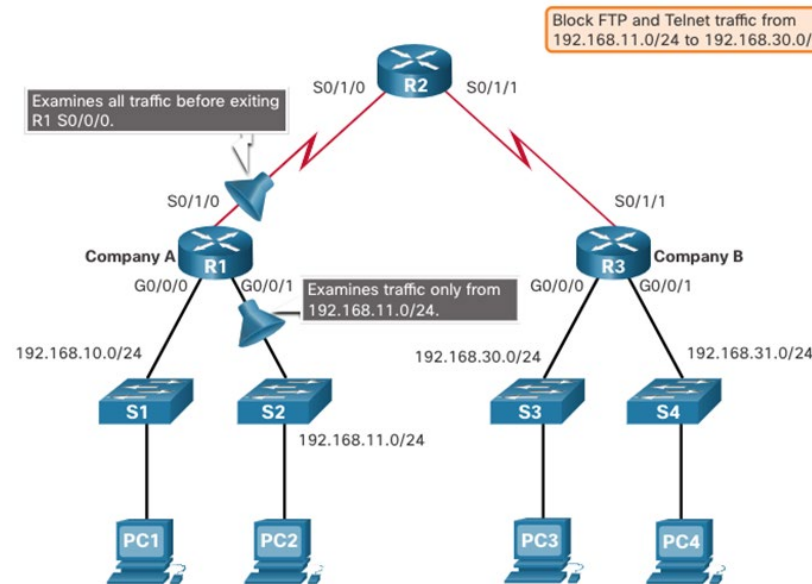 Block FTP and Telnet traffic from
192.168.11.0/24 to 192.168.30.0/
R2
S0/1/0
S0/1/1
Examines all traffic before exiting
R1 S0/0/0.
S0/1/0
S0/1/1
Company A
R1
R3
Company B
G0/0/0
G0/0/1
Examines traffic only from
192.168.11.0/24.
G0/0/0
G0/0/1
192.168.10.0/24
192.168.30.0/24
192.168.31.0/24
S1
S2
S3
S4
192.168.11.0/24
PC1
PC2
PC3
PC4